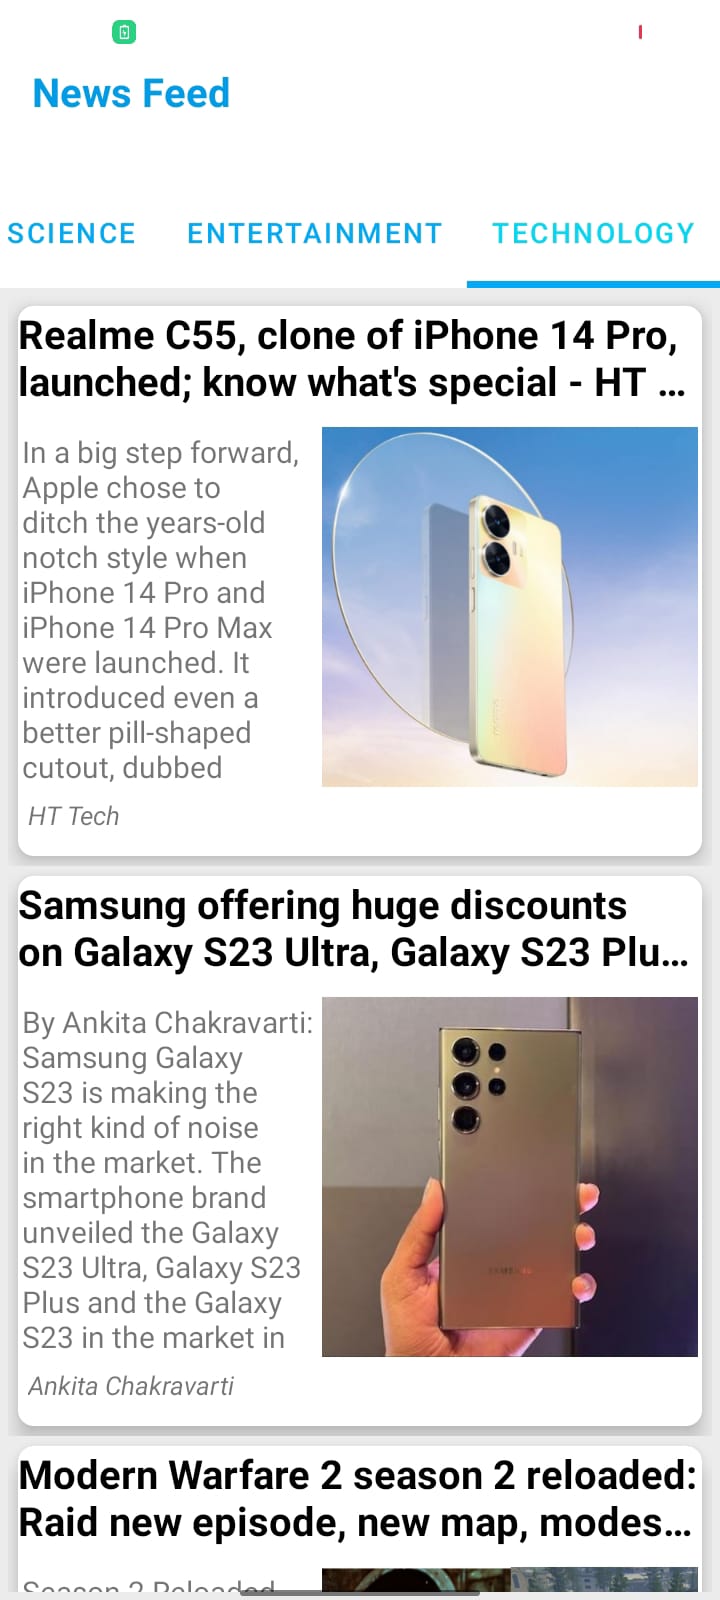 News Feed
SCIENCE ENTERTAINMENT TECHNOLOGY
Realme C55, clone of iPhone 14 Pro,
launched; know what's special - HT ...
In a big step forward,
Apple chose to
ditch the years-old
notch style when
iPhone 14 Pro and
iPhone 14 Pro Max
were launched. It
introduced even a
better pill-shaped
cutout, dubbed
HT Tech
Samsung offering huge discounts
on Galaxy S23 Ultra, Galaxy S23 Plu...
By Ankita Chakravarti:
Samsung Galaxy
S23 is making the
right kind of noise
in the market. The
smartphone brand
unveiled the Galaxy
S23 Ultra, Galaxy S23
Plus and the Galaxy
S23 in the market in
SAMSUNG
Ankita Chakravarti
Modern Warfare 2 season 2 reloaded:
Raid new episode, new map, modes...
Season 2 Reloaded